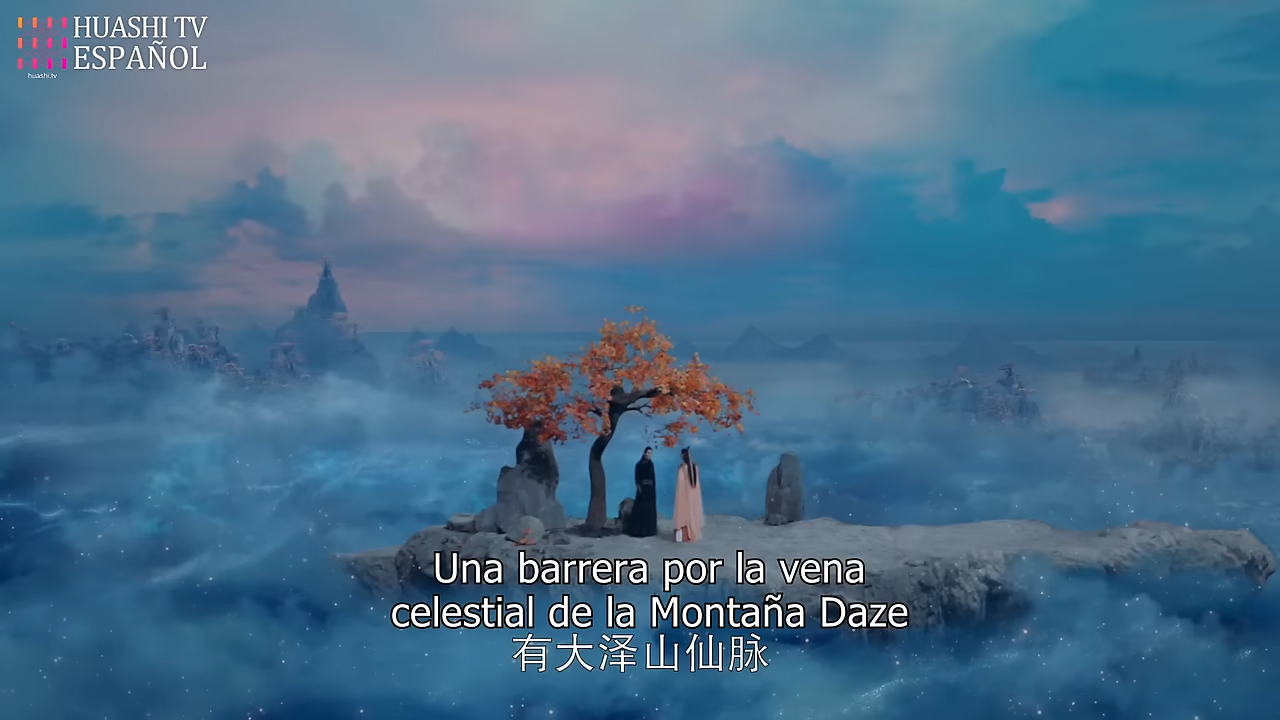 HUASHI TV
ESPAÑOL
huashi.tv
Una barrera por la vena
celestial de la Montaña Daze
有大泽山仙脉